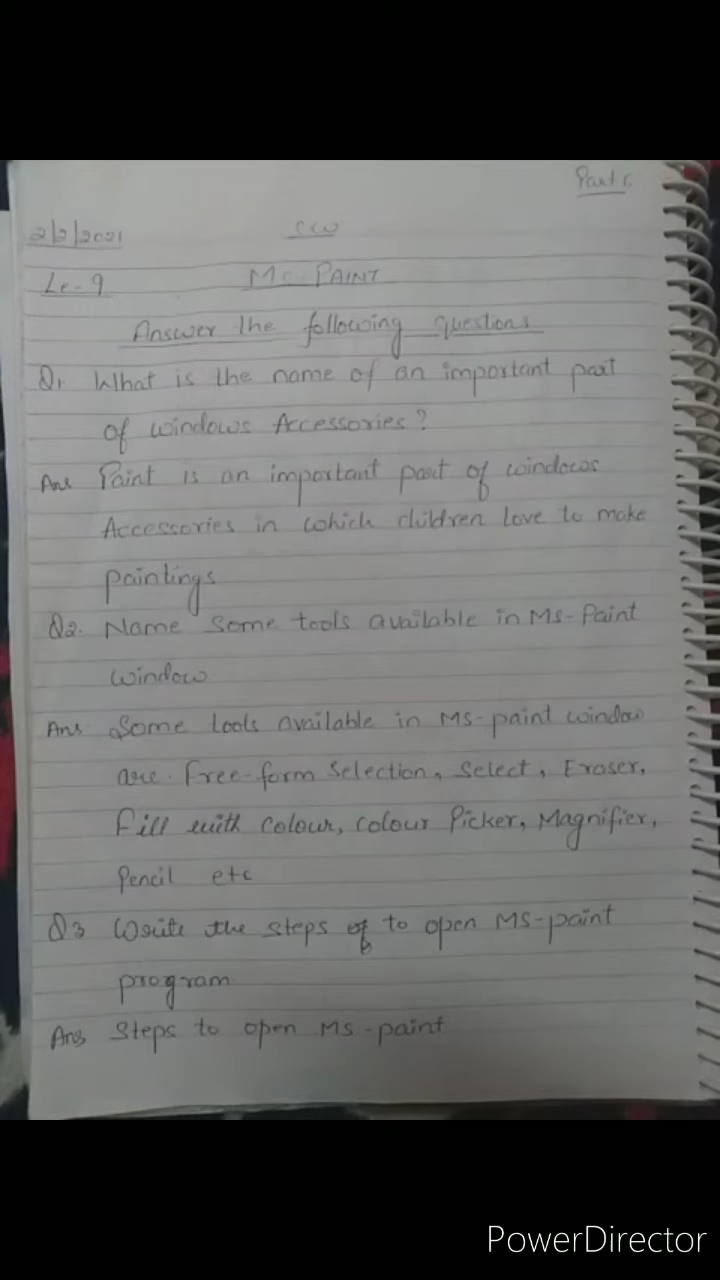 Part C
2/2/2021
CW
Le-9
Ms-PAINT
Answer the following questions
Q1. What is the name of an important part
of windows Accessories?
Ans Paint is an important part of windows
Accessories in which children love to make
paintings
Q2. Name some tools available in Ms-Paint
window
Ans Some tools available in Ms-paint window
are. Free-form Selection, Select, Eraser,
Fill with Colour, Colour Picker, Magnifier,
Pencil etc
Q3 Write the steps of to open MS-paint
program.
Ans Steps to open Ms-paint
PowerDirector